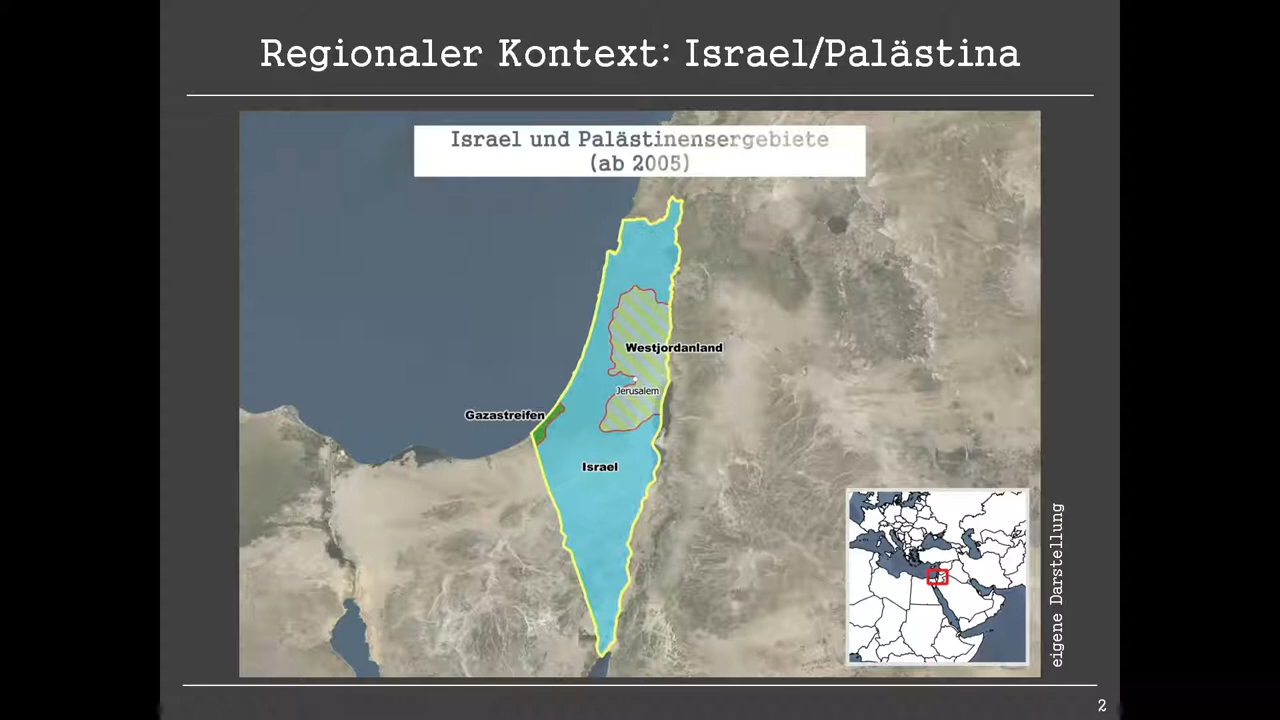 Regionaler Kontext: Israel/Palästina
Israel und Palästinensergebiete
(ab 2005)
Westjordanland
Jerusalem
Gazastreifen
Israel
eigene Darstellung
2